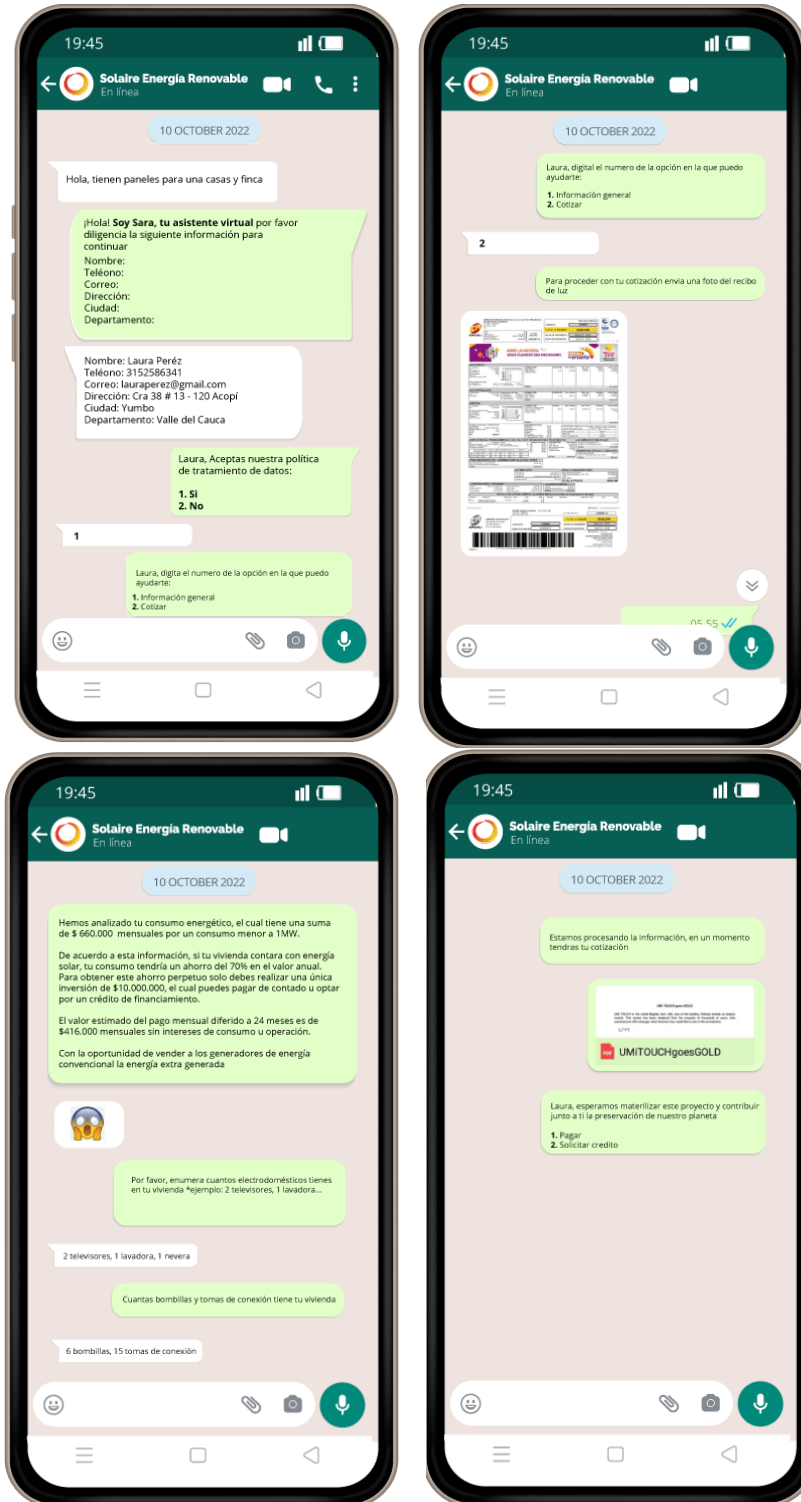 19:45
Solaire Energía Renovable
En línea
10 OCTOBER 2022
Hola, tienen paneles para una casas y finca
¡Hola! Soy Sara, tu asistente virtual por favor
diligencia la siguiente información para
continuar
Nombre:
Teléono:
Correo:
Dirección:
Ciudad:
Departamento:
Nombre: Laura Peréz
Teléono: 3152586341
Correo: lauraperez@gmail.com
Dirección: Cra 38 # 13 - 120 Acopí
Ciudad: Yumbo
Departamento: Valle del Cauca
Laura, Aceptas nuestra política
de tratamiento de datos:
1. Si
2. No
1
Laura, digita el numero de la opción en la que puedo
ayudarte:
1. Información general
2. Cotizar
19:45
Solaire Energía Renovable
En línea
10 OCTOBER 2022
Laura, digital el numero de la opción en la que puedo
ayudarte:
1. Información general
2. Cotizar
2
Para proceder con tu cotización envia una foto del recibo
de luz
05.55
19:45
Solaire Energía Renovable
En línea
10 OCTOBER 2022
Hemos analizado tu consumo energético, el cual tiene una suma
de $ 660.000 mensuales por un consumo menor a 1MW.
De acuerdo a esta información, si tu vivienda contara con energía
solar, tu consumo tendría un ahorro del 70% en el valor anual.
Para obtener este ahorro perpetuo solo debes realizar una única
inversión de $10.000.000, el cual puedes pagar de contado u optar
por un crédito de financiamiento.
El valor estimado del pago mensual diferido a 24 meses es de
$416.000 mensuales sin intereses de consumo u operación.
Con la oportunidad de vender a los generadores de energía
convencional la energía extra generada
Por favor, enumera cuantos electrodomésticos tienes
en tu vivienda *ejemplo: 2 televisores, 1 lavadora...
2 televisores, 1 lavadora, 1 nevera
Cuantas bombillas y tomas de conexión tiene tu vivienda
6 bombillas, 15 tomas de conexión
19:45
Solaire Energía Renovable
En línea
10 OCTOBER 2022
Estamos procesando la información, en un momento
tendras tu cotización
UMI TOUCH goes GOLD
PDF
UMiTOUCHgoesGOLD
Laura, esperamos materilizar este proyecto y contribuir
junto a ti la preservación de nuestro planeta
1. Pagar
2. Solicitar credito